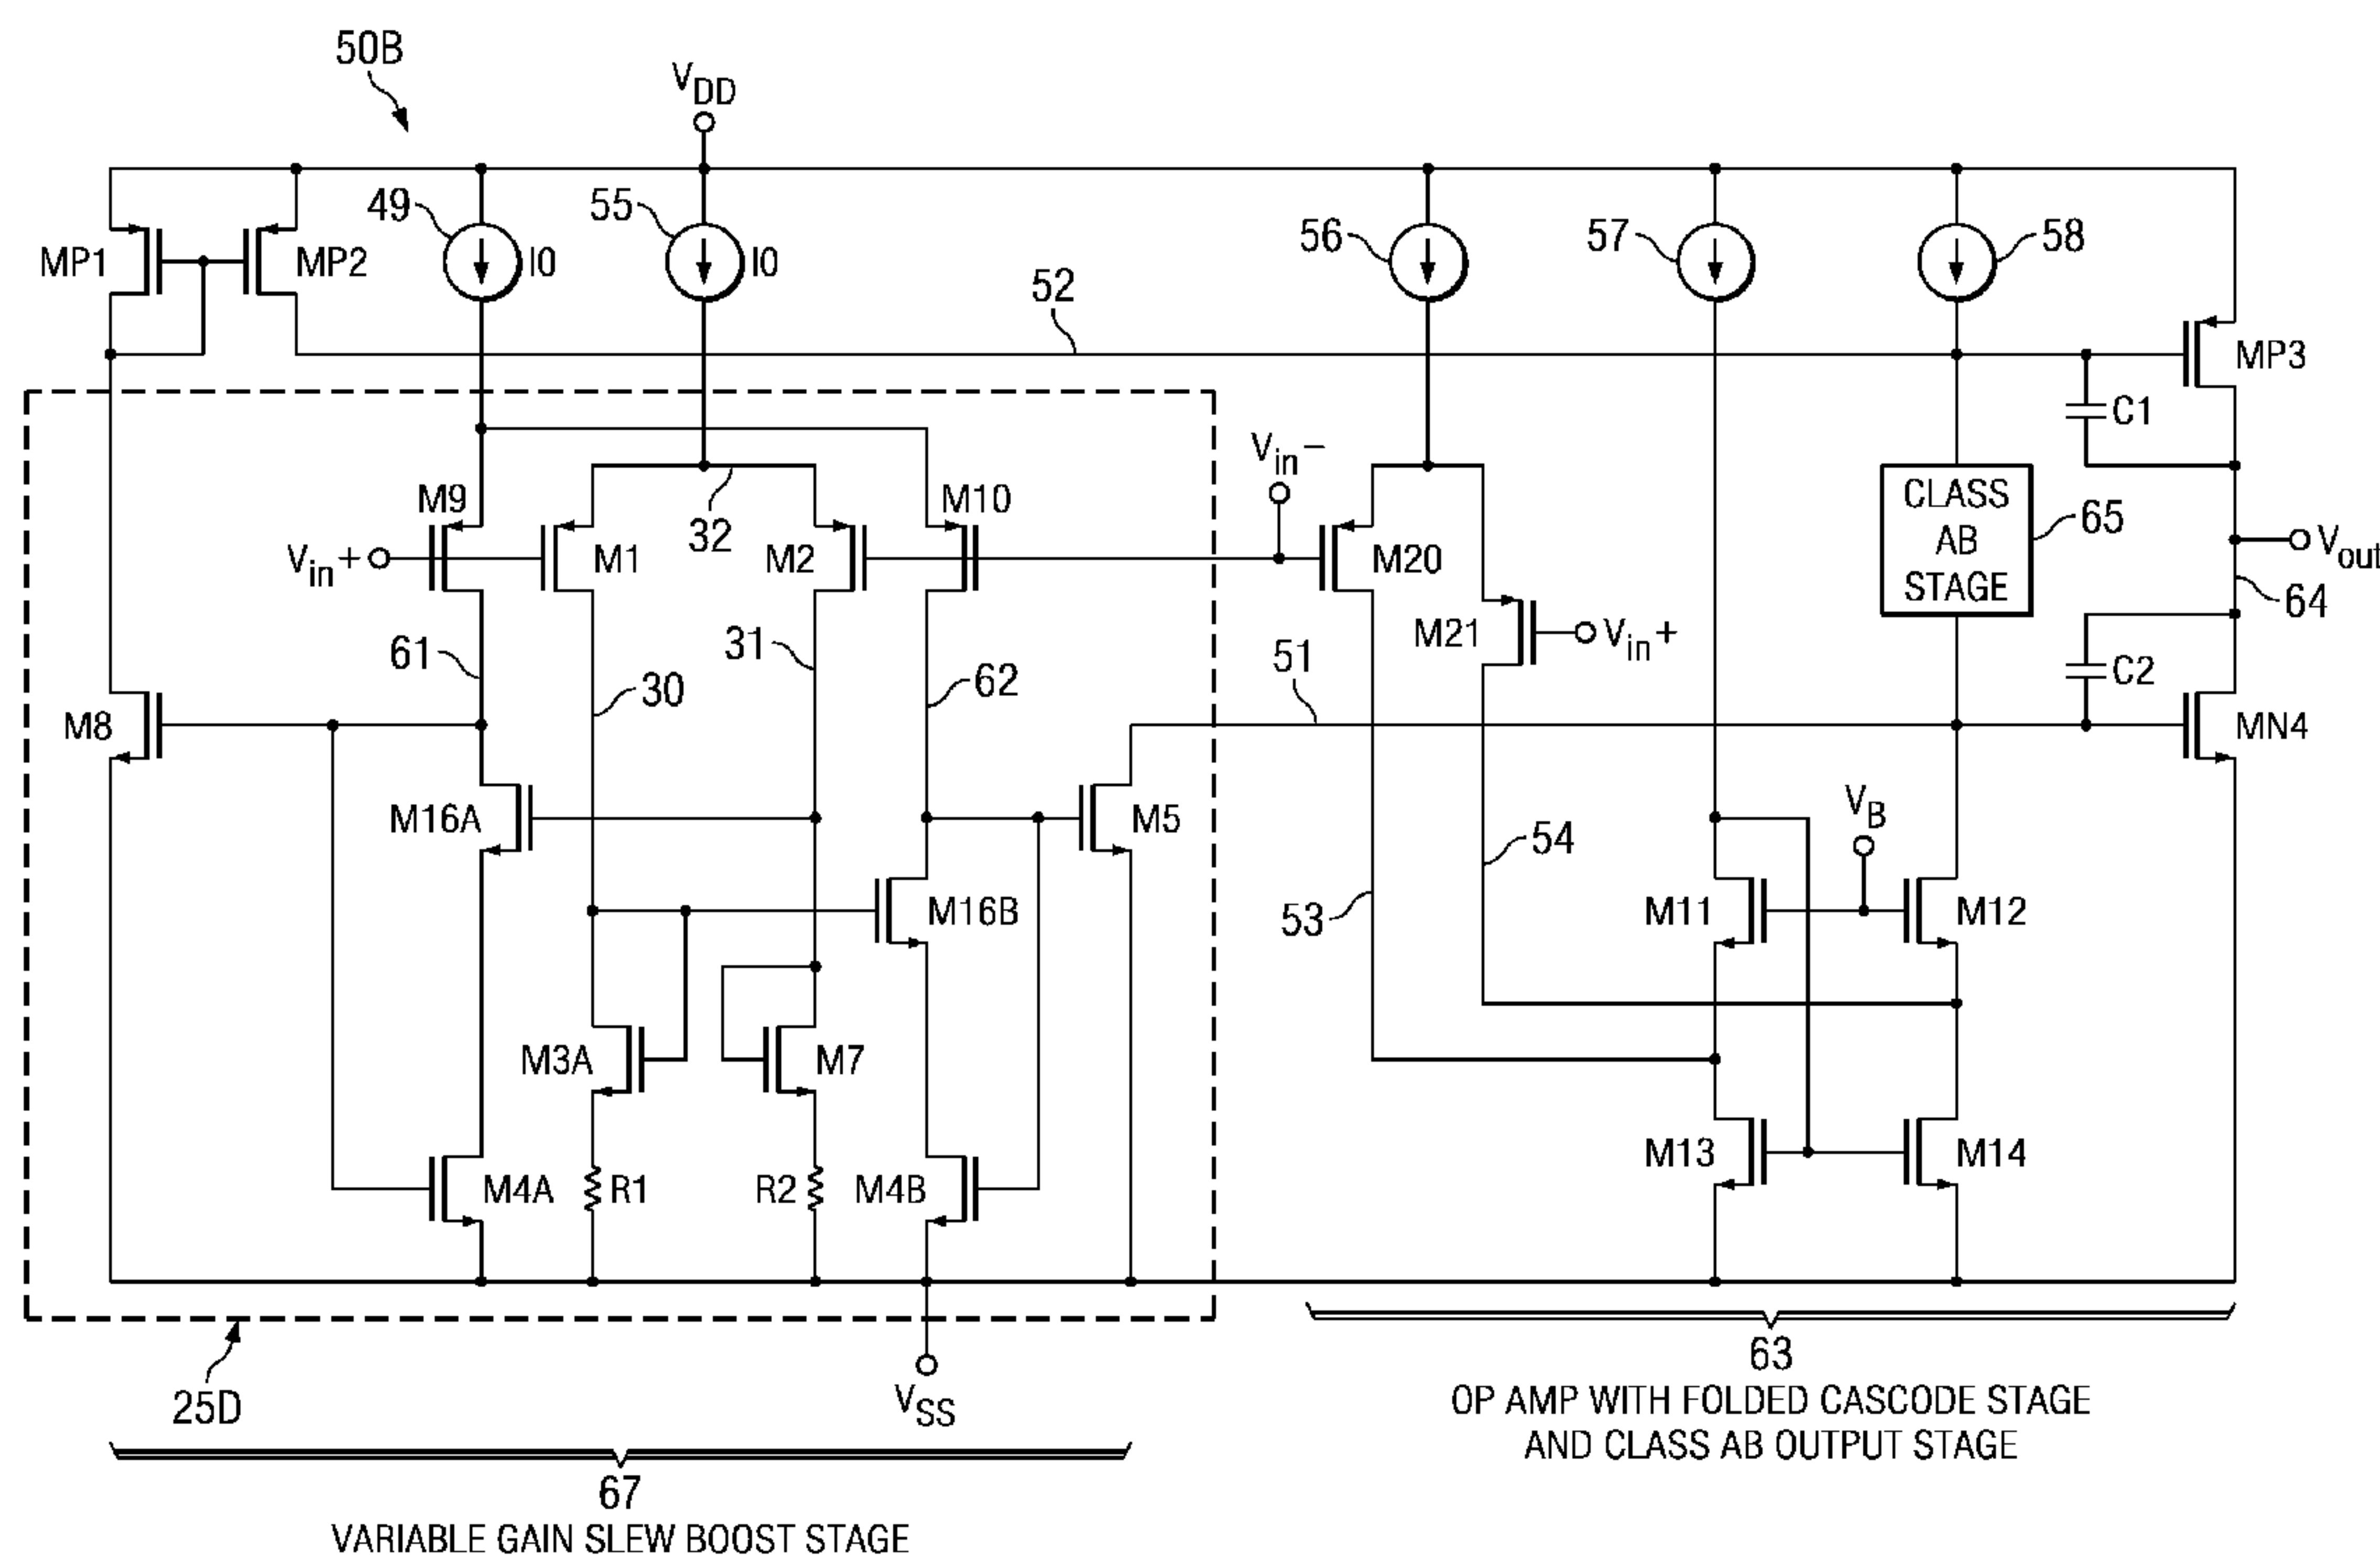 50B
VDD
49
I0
55
I0
56
57
58
MP1
MP2
52
MP3
C1
Vin−
M9
M1
32
M2
M10
M20
CLASS
AB
STAGE
65
Vin+
Vout
64
M21
Vin+
61
30
31
62
51
C2
M8
MN4
M16A
M5
VB
54
M16B
53
M11
M12
M3A
M7
M4A
R1
R2
M4B
M13
M14
25D
VSS
63
OP AMP WITH FOLDED CASCODE STAGE
AND CLASS AB OUTPUT STAGE
67
VARIABLE GAIN SLEW BOOST STAGE